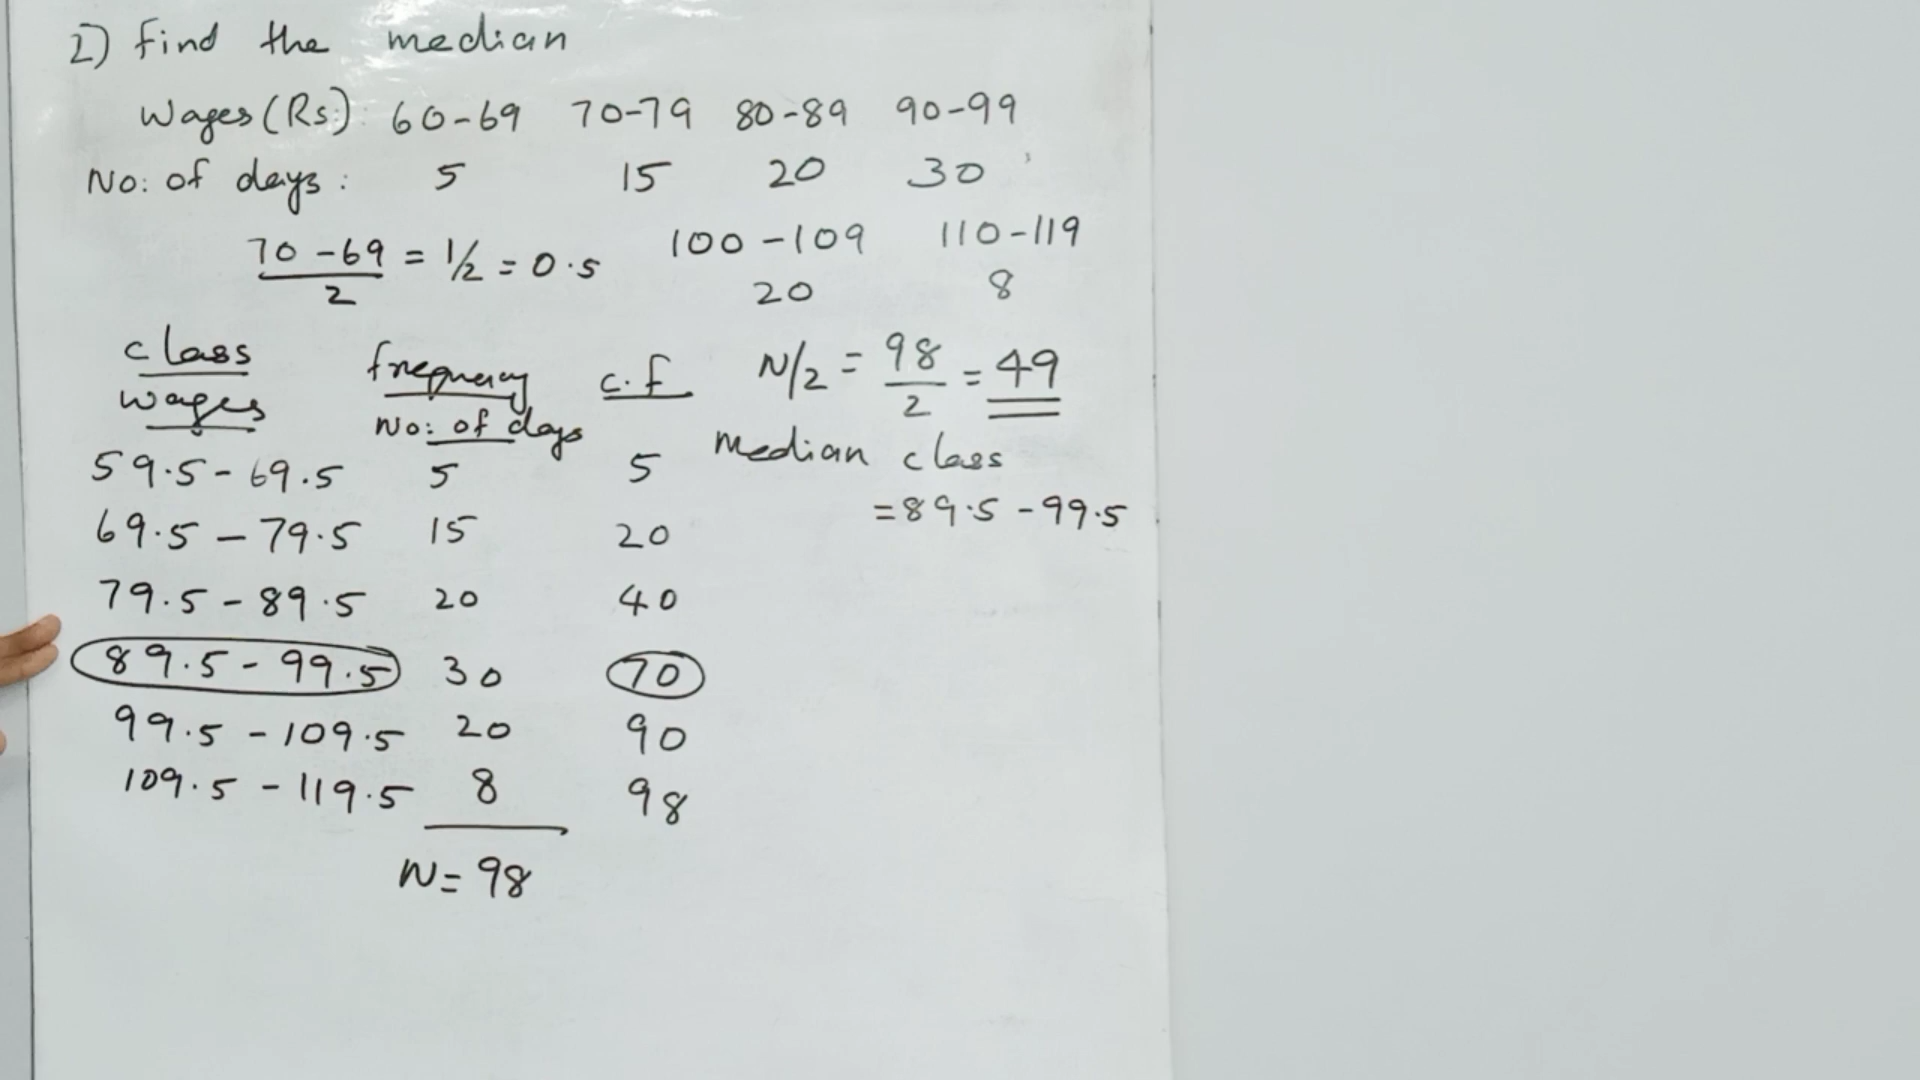 2) find the median
Wages (Rs): 60-69 70-79 80-89 90-99
No: of days: 5 15 20 30
100-109 110-119
20 8
70-69/2 = 1/2 = 0.5
class frequency c.f
wages No: of days
59.5-69.5 5 5
69.5-79.5 15 20
79.5-89.5 20 40
89.5-99.5 30 70
99.5-109.5 20 90
109.5-119.5 8 98
N=98
N/2 = 98/2 = 49
Median class
=89.5-99.5